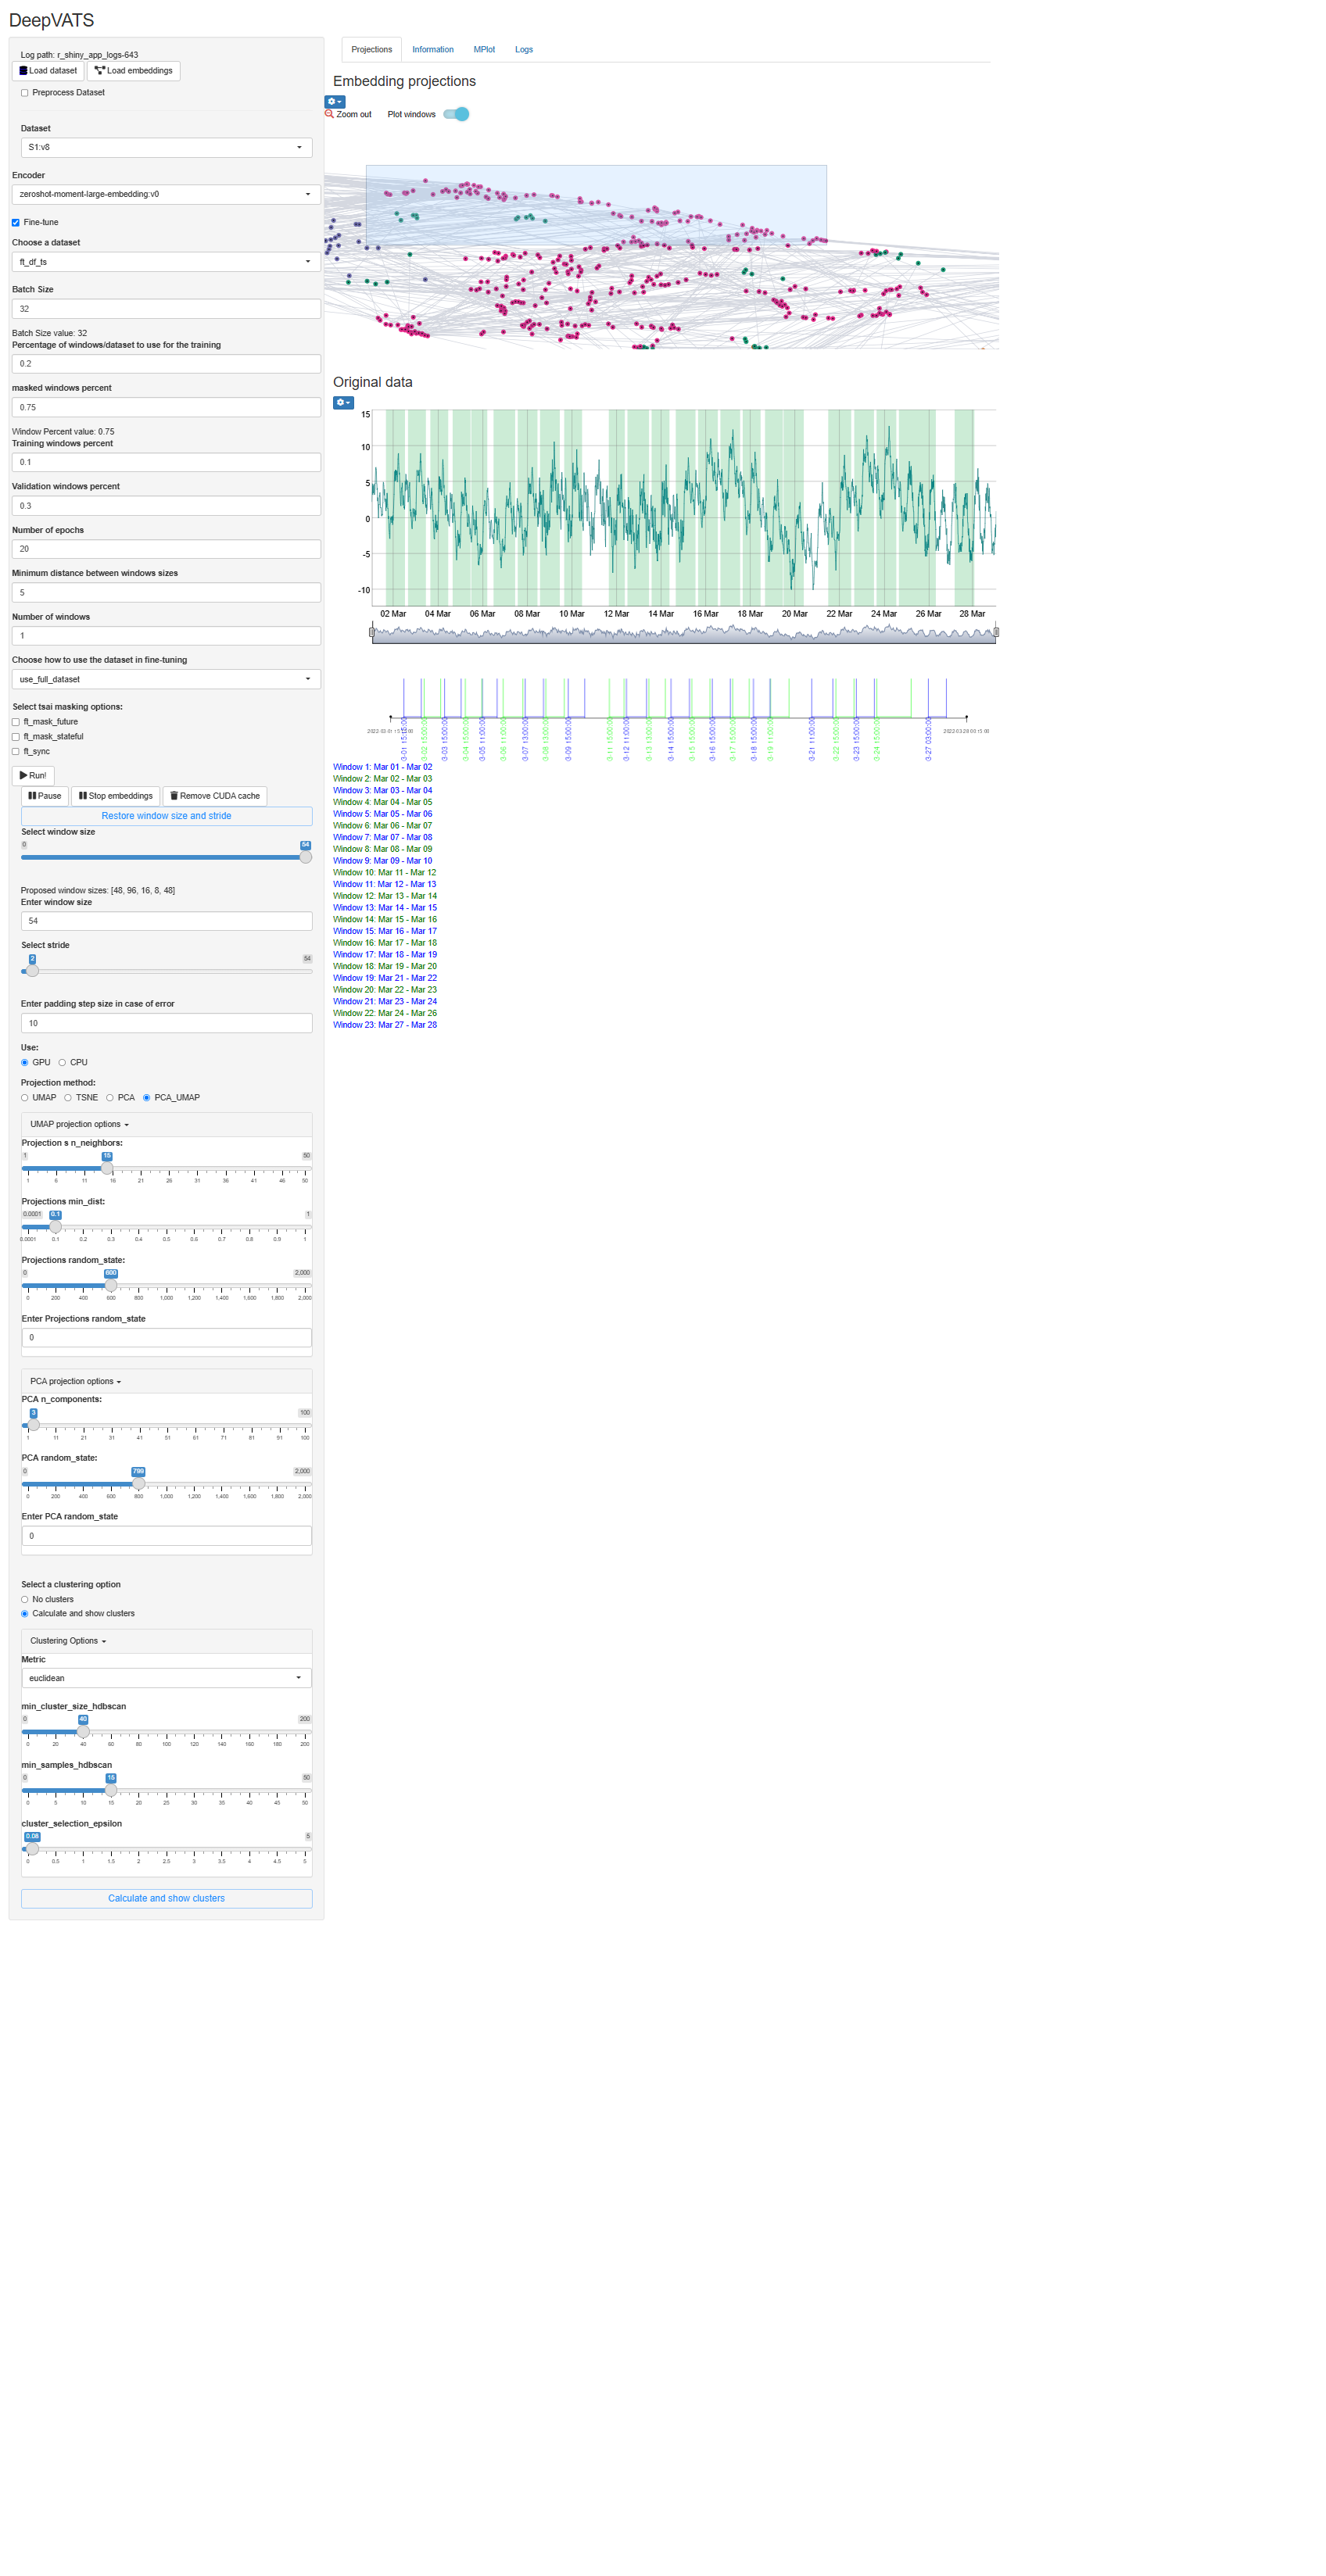 DeepVATS
Log path: r_shiny_app_logs-643
Load dataset
Load embeddings
Preprocess Dataset
Dataset
S1:v8
Encoder
zeroshot-moment-large-embedding:v0
Fine-tune
Choose a dataset
ft_df_ts
Batch Size
32
Batch Size value: 32
Percentage of windows/dataset to use for the training
0.2
masked windows percent
0.75
Window Percent value: 0.75
Training windows percent
0.1
Validation windows percent
0.3
Number of epochs
20
Minimum distance between windows sizes
5
Number of windows
1
Choose how to use the dataset in fine-tuning
use_full_dataset
Select tsai masking options:
ft_mask_future
ft_mask_stateful
ft_sync
Run!
Pause
Stop embeddings
Remove CUDA cache
Restore window size and stride
Select window size
0 54
Proposed window sizes: [48, 96, 16, 8, 48]
Enter window size
54
Select stride
2 54
Enter padding step size in case of error
10
Use:
GPU CPU
Projection method:
UMAP TSNE PCA PCA_UMAP
UMAP projection options
Projection s n_neighbors:
1 15 50
1 6 11 16 21 26 31 36 41 46 50
Projections min_dist:
0.0001 0.1 1
0.0001 0.1 0.2 0.3 0.4 0.5 0.6 0.7 0.8 0.9 1
Projections random_state:
0 600 2,000
0 200 400 600 800 1,000 1,200 1,400 1,600 1,800 2,000
Enter Projections random_state
0
PCA projection options
PCA n_components:
3 100
1 11 21 31 41 51 61 71 81 91 100
PCA random_state:
0 799 2,000
0 200 400 600 800 1,000 1,200 1,400 1,600 1,800 2,000
Enter PCA random_state
0
Select a clustering option
No clusters
Calculate and show clusters
Clustering Options
Metric
euclidean
min_cluster_size_hdbscan
0 40 200
0 20 40 60 80 100 120 140 160 180 200
min_samples_hdbscan
0 15 50
0 5 10 15 20 25 30 35 40 45 50
cluster_selection_epsilon
0.08 5
0 0.5 1 1.5 2 2.5 3 3.5 4 4.5 5
Calculate and show clusters
Projections Information MPlot Logs
Embedding projections
Zoom out
Plot windows
Original data
15
10
5
0
-5
-10
02 Mar 04 Mar 06 Mar 08 Mar 10 Mar 12 Mar 14 Mar 16 Mar 18 Mar 20 Mar 22 Mar 24 Mar 26 Mar 28 Mar
Window 1: Mar 01 - Mar 02
Window 2: Mar 02 - Mar 03
Window 3: Mar 03 - Mar 04
Window 4: Mar 04 - Mar 05
Window 5: Mar 05 - Mar 06
Window 6: Mar 06 - Mar 07
Window 7: Mar 07 - Mar 08
Window 8: Mar 08 - Mar 09
Window 9: Mar 09 - Mar 10
Window 10: Mar 11 - Mar 12
Window 11: Mar 12 - Mar 13
Window 12: Mar 13 - Mar 14
Window 13: Mar 14 - Mar 15
Window 14: Mar 15 - Mar 16
Window 15: Mar 16 - Mar 17
Window 16: Mar 17 - Mar 18
Window 17: Mar 18 - Mar 19
Window 18: Mar 19 - Mar 20
Window 19: Mar 21 - Mar 22
Window 20: Mar 22 - Mar 23
Window 21: Mar 23 - Mar 24
Window 22: Mar 24 - Mar 26
Window 23: Mar 27 - Mar 28